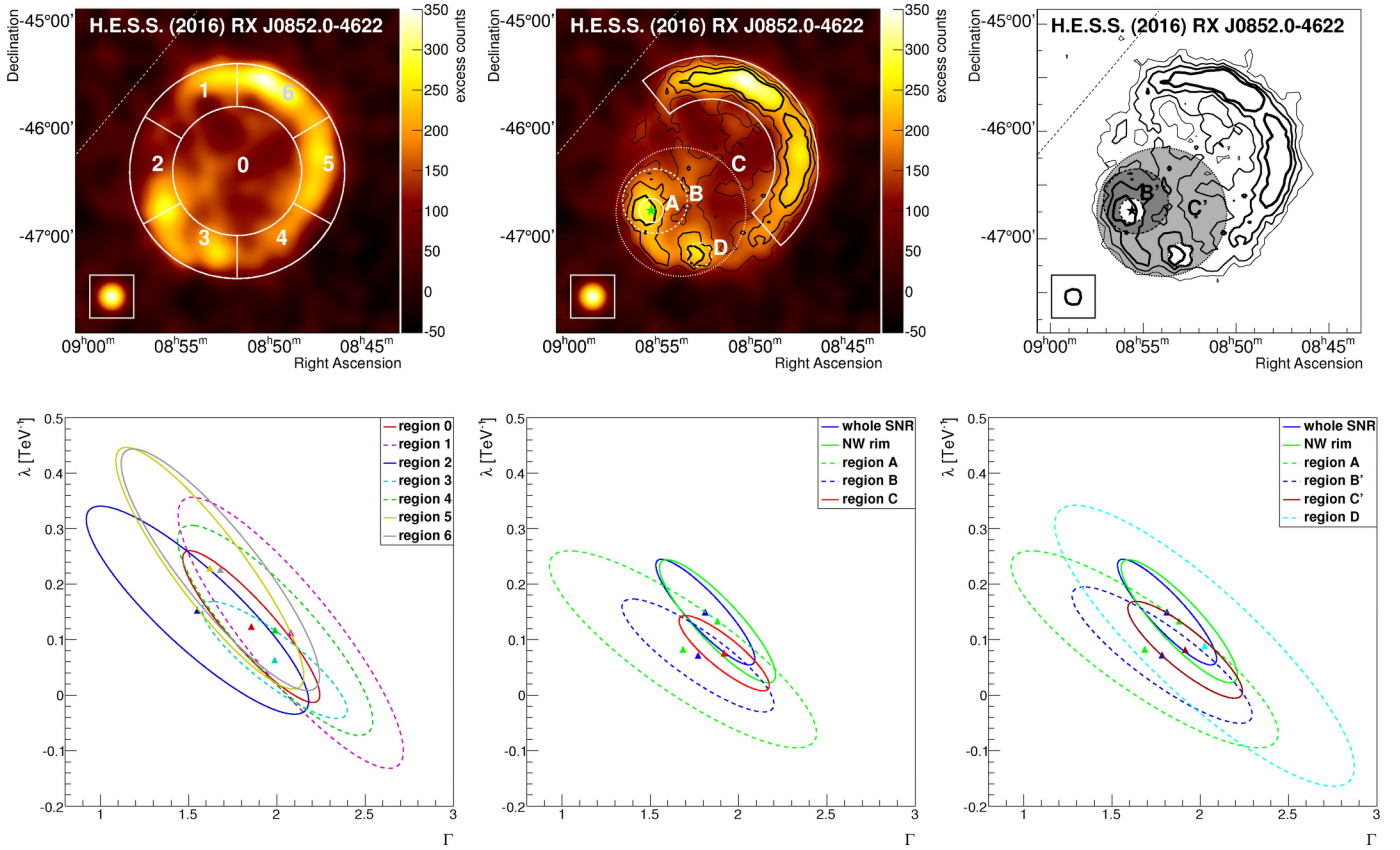 H.E.S.S. (2016) RX J0852.0-4622
Declination
-45°00'
-46°00'
-47°00'
1
2
3
4
5
6
0
350
300
250
200
150
100
50
0
-50
excess counts
09h00m
08h55m
08h50m
08h45m
Right Ascension
H.E.S.S. (2016) RX J0852.0-4622
Declination
-45°00'
-46°00'
-47°00'
A
B
C
D
350
300
250
200
150
100
50
0
-50
excess counts
09h00m
08h55m
08h50m
08h45m
Right Ascension
H.E.S.S. (2016) RX J0852.0-4622
Declination
-45°00'
-46°00'
-47°00'
B'
C'
09h00m
08h55m
08h50m
08h45m
Right Ascension
λ [TeV-1]
0.5
0.4
0.3
0.2
0.1
0
-0.1
-0.2
1
1.5
2
2.5
3
Γ
region 0
region 1
region 2
region 3
region 4
region 5
region 6
λ [TeV-1]
0.5
0.4
0.3
0.2
0.1
0
-0.1
-0.2
1
1.5
2
2.5
3
Γ
whole SNR
NW rim
region A
region B
region C
λ [TeV-1]
0.5
0.4
0.3
0.2
0.1
0
-0.1
-0.2
1
1.5
2
2.5
3
Γ
whole SNR
NW rim
region A
region B'
region C'
region D